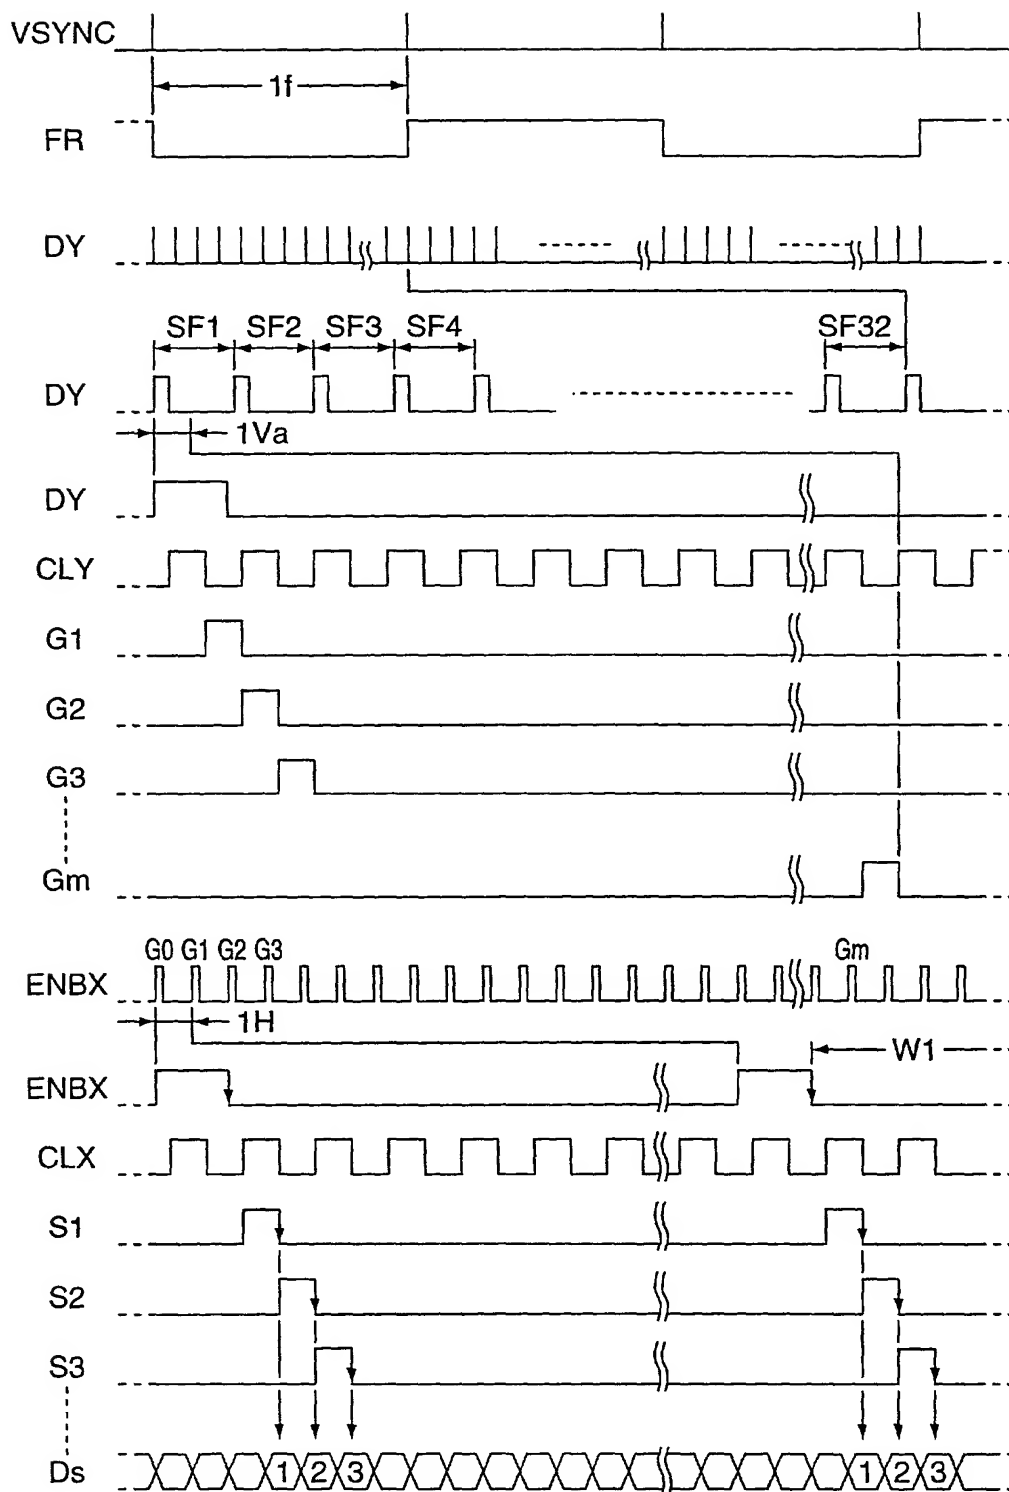 VSYNC
1f
FR
DY
SF1 SF2 SF3 SF4 SF32
DY
1Va
DY
CLY
G1
G2
G3
Gm
G0 G1 G2 G3 Gm
ENBX
1H W1
ENBX
CLX
S1
S2
S3
Ds 1 2 3 1 2 3